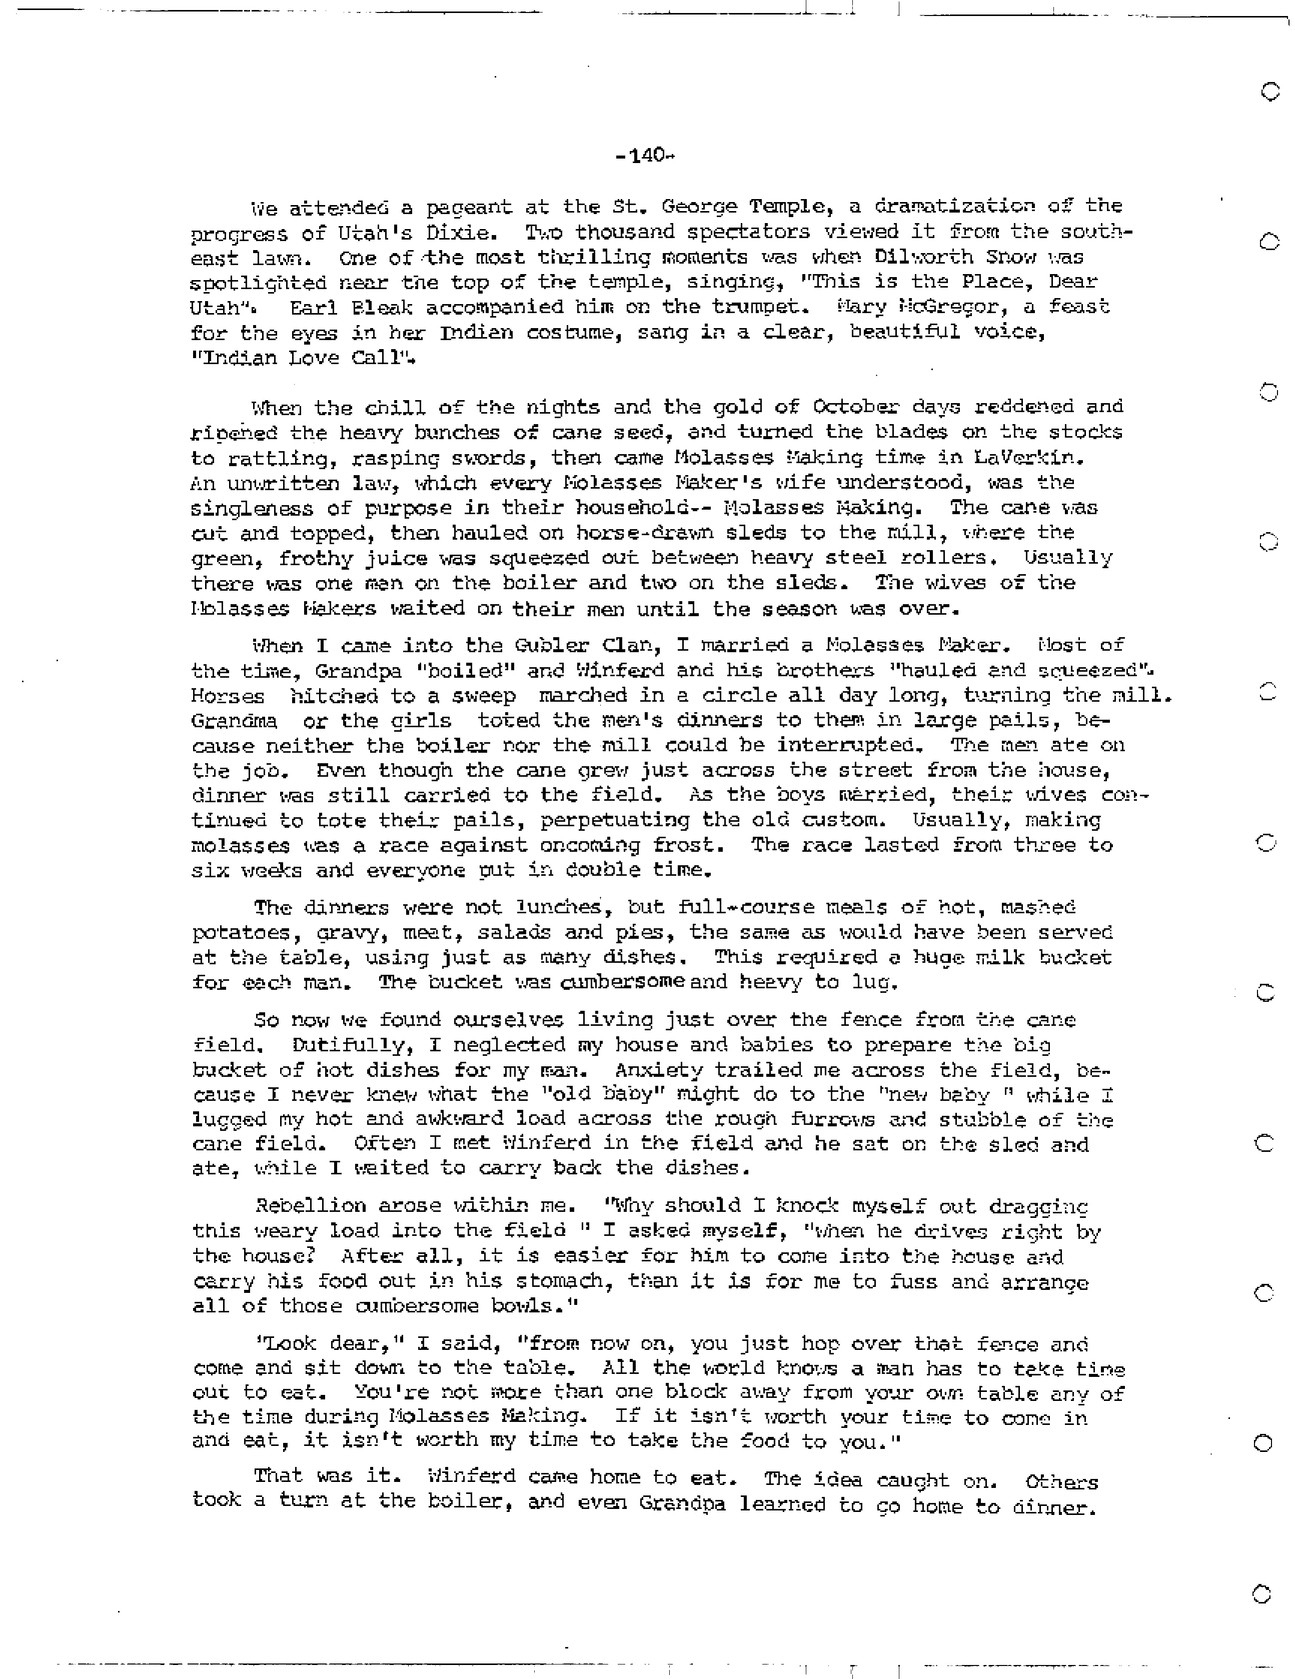 -140-
We attended a pageant at the St. George Temple, a dramatization of the
progress of Utah's Dixie. Two thousand spectators viewed it from the south-
east lawn. One of the most thrilling moments was when Dilworth Snow was
spotlighted near the top of the temple, singing, "This is the Place, Dear
Utah". Earl Bleak accompanied him on the trumpet. Mary McGregor, a feast
for the eyes in her Indian costume, sang in a clear, beautiful voice,
"Indian Love Call".
When the chill of the nights and the gold of October days reddened and
ripened the heavy bunches of cane seed, and turned the blades on the stocks
to rattling, rasping swords, then came Molasses Making time in LaVerkin.
An unwritten law, which every Molasses Maker's wife understood, was the
singleness of purpose in their household-- Molasses Making. The cane was
cut and topped, then hauled on horse-drawn sleds to the mill, where the
green, frothy juice was squeezed out between heavy steel rollers. Usually
there was one man on the boiler and two on the sleds. The wives of the
Molasses Makers waited on their men until the season was over.
When I came into the Gubler Clan, I married a Molasses Maker. Most of
the time, Grandpa "boiled" and Winferd and his brothers "hauled and squeezed".
Horses hitched to a sweep marched in a circle all day long, turning the mill.
Grandma or the girls toted the men's dinners to them in large pails, be-
cause neither the boiler nor the mill could be interrupted. The men ate on
the job. Even though the cane grew just across the street from the house,
dinner was still carried to the field. As the boys married, their wives con-
tinued to tote their pails, perpetuating the old custom. Usually, making
molasses was a race against oncoming frost. The race lasted from three to
six weeks and everyone put in double time.
The dinners were not lunches, but full-course meals of hot, mashed
potatoes, gravy, meat, salads and pies, the same as would have been served
at the table, using just as many dishes. This required a huge milk bucket
for each man. The bucket was cumbersome and heavy to lug.
So now we found ourselves living just over the fence from the cane
field. Dutifully, I neglected my house and babies to prepare the big
bucket of hot dishes for my man. Anxiety trailed me across the field, be-
cause I never knew what the "old baby" might do to the "new baby " while I
lugged my hot and awkward load across the rough furrows and stubble of the
cane field. Often I met Winferd in the field and he sat on the sled and
ate, while I waited to carry back the dishes.
Rebellion arose within me. "Why should I knock myself out dragging
this weary load into the field " I asked myself, "when he drives right by
the house? After all, it is easier for him to come into the house and
carry his food out in his stomach, than it is for me to fuss and arrange
all of those cumbersome bowls."
"Look dear," I said, "from now on, you just hop over that fence and
come and sit down to the table. All the world knows a man has to take time
out to eat. You're not more than one block away from your own table any of
the time during Molasses Making. If it isn't worth your time to come in
and eat, it isn't worth my time to take the food to you."
That was it. Winferd came home to eat. The idea caught on. Others
took a turn at the boiler, and even Grandpa learned to go home to dinner.